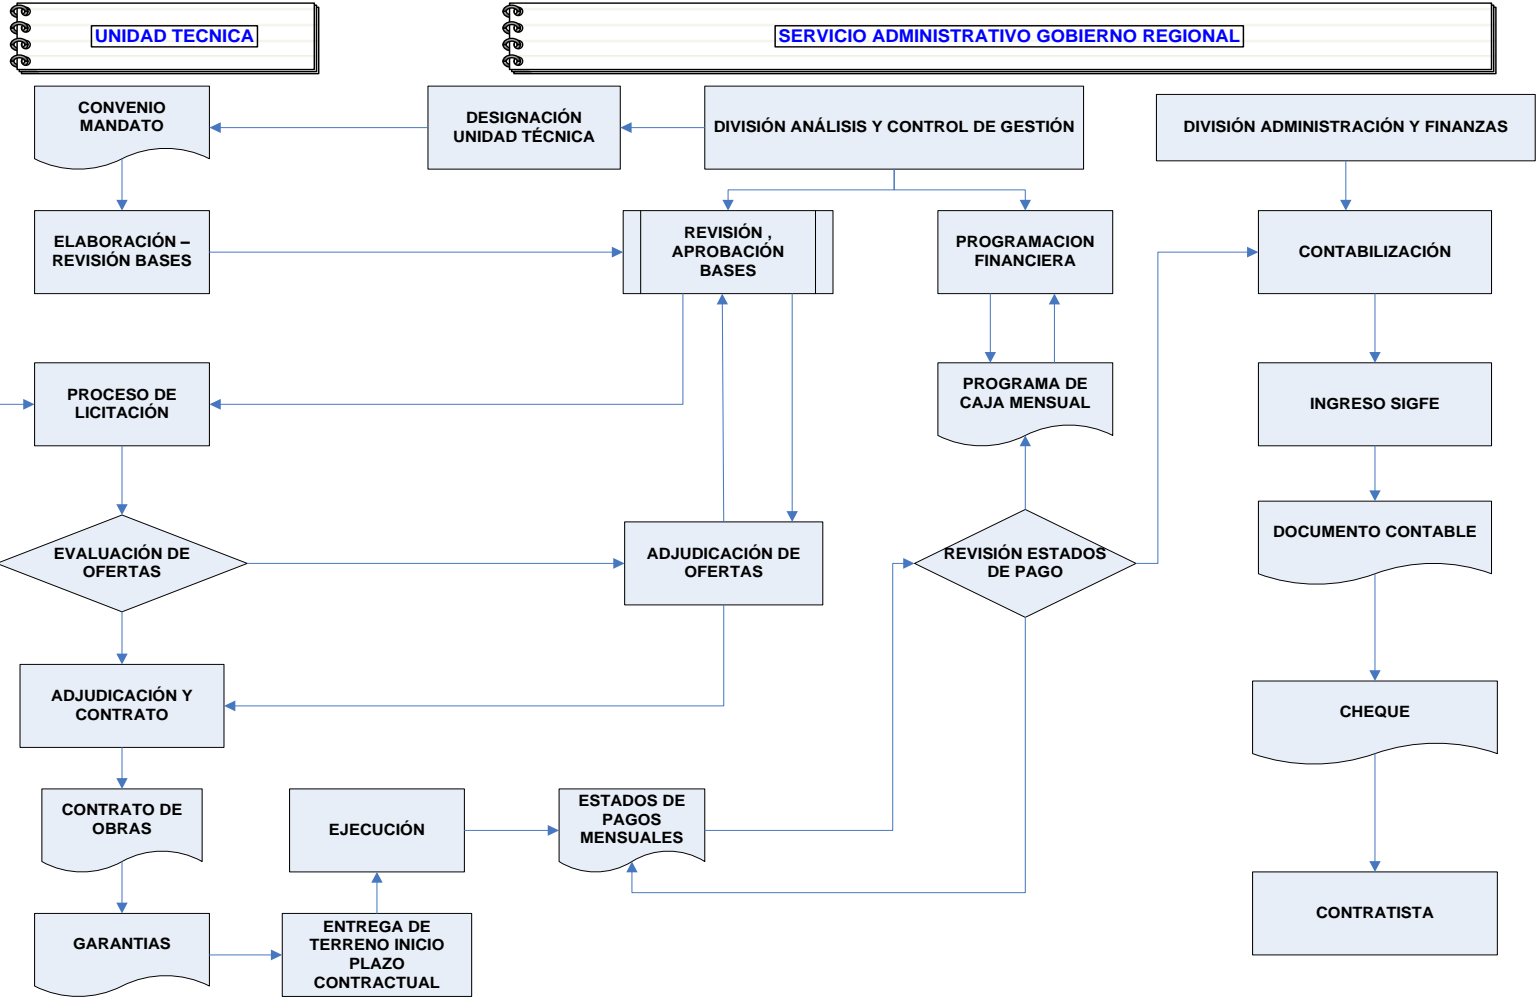 UNIDAD TECNICA
SERVICIO ADMINISTRATIVO GOBIERNO REGIONAL
CONVENIO
MANDATO
DESIGNACIÓN
UNIDAD TÉCNICA
DIVISIÓN ANÁLISIS Y CONTROL DE GESTIÓN
DIVISIÓN ADMINISTRACIÓN Y FINANZAS
ELABORACIÓN –
REVISIÓN BASES
REVISIÓN ,
APROBACIÓN
BASES
PROGRAMACION
FINANCIERA
CONTABILIZACIÓN
PROCESO DE
LICITACIÓN
PROGRAMA DE
CAJA MENSUAL
INGRESO SIGFE
EVALUACIÓN DE
OFERTAS
ADJUDICACIÓN DE
OFERTAS
REVISIÓN ESTADOS
DE PAGO
DOCUMENTO CONTABLE
ADJUDICACIÓN Y
CONTRATO
CHEQUE
CONTRATO DE
OBRAS
EJECUCIÓN
ESTADOS DE
PAGOS
MENSUALES
GARANTIAS
ENTREGA DE
TERRENO INICIO
PLAZO
CONTRACTUAL
CONTRATISTA